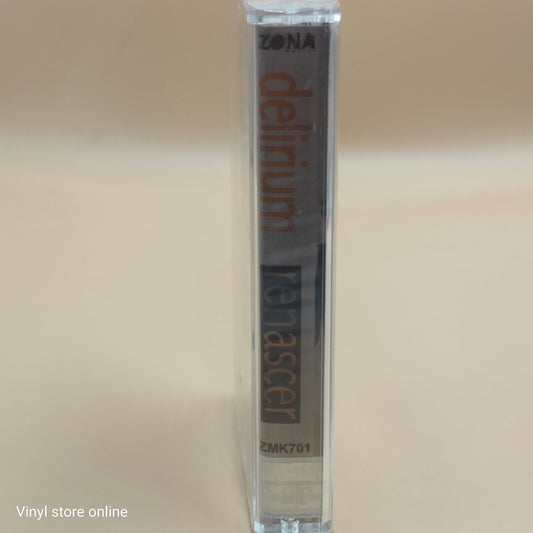 ZONA
delirium
renascer
ZMK701
Vinyl store online